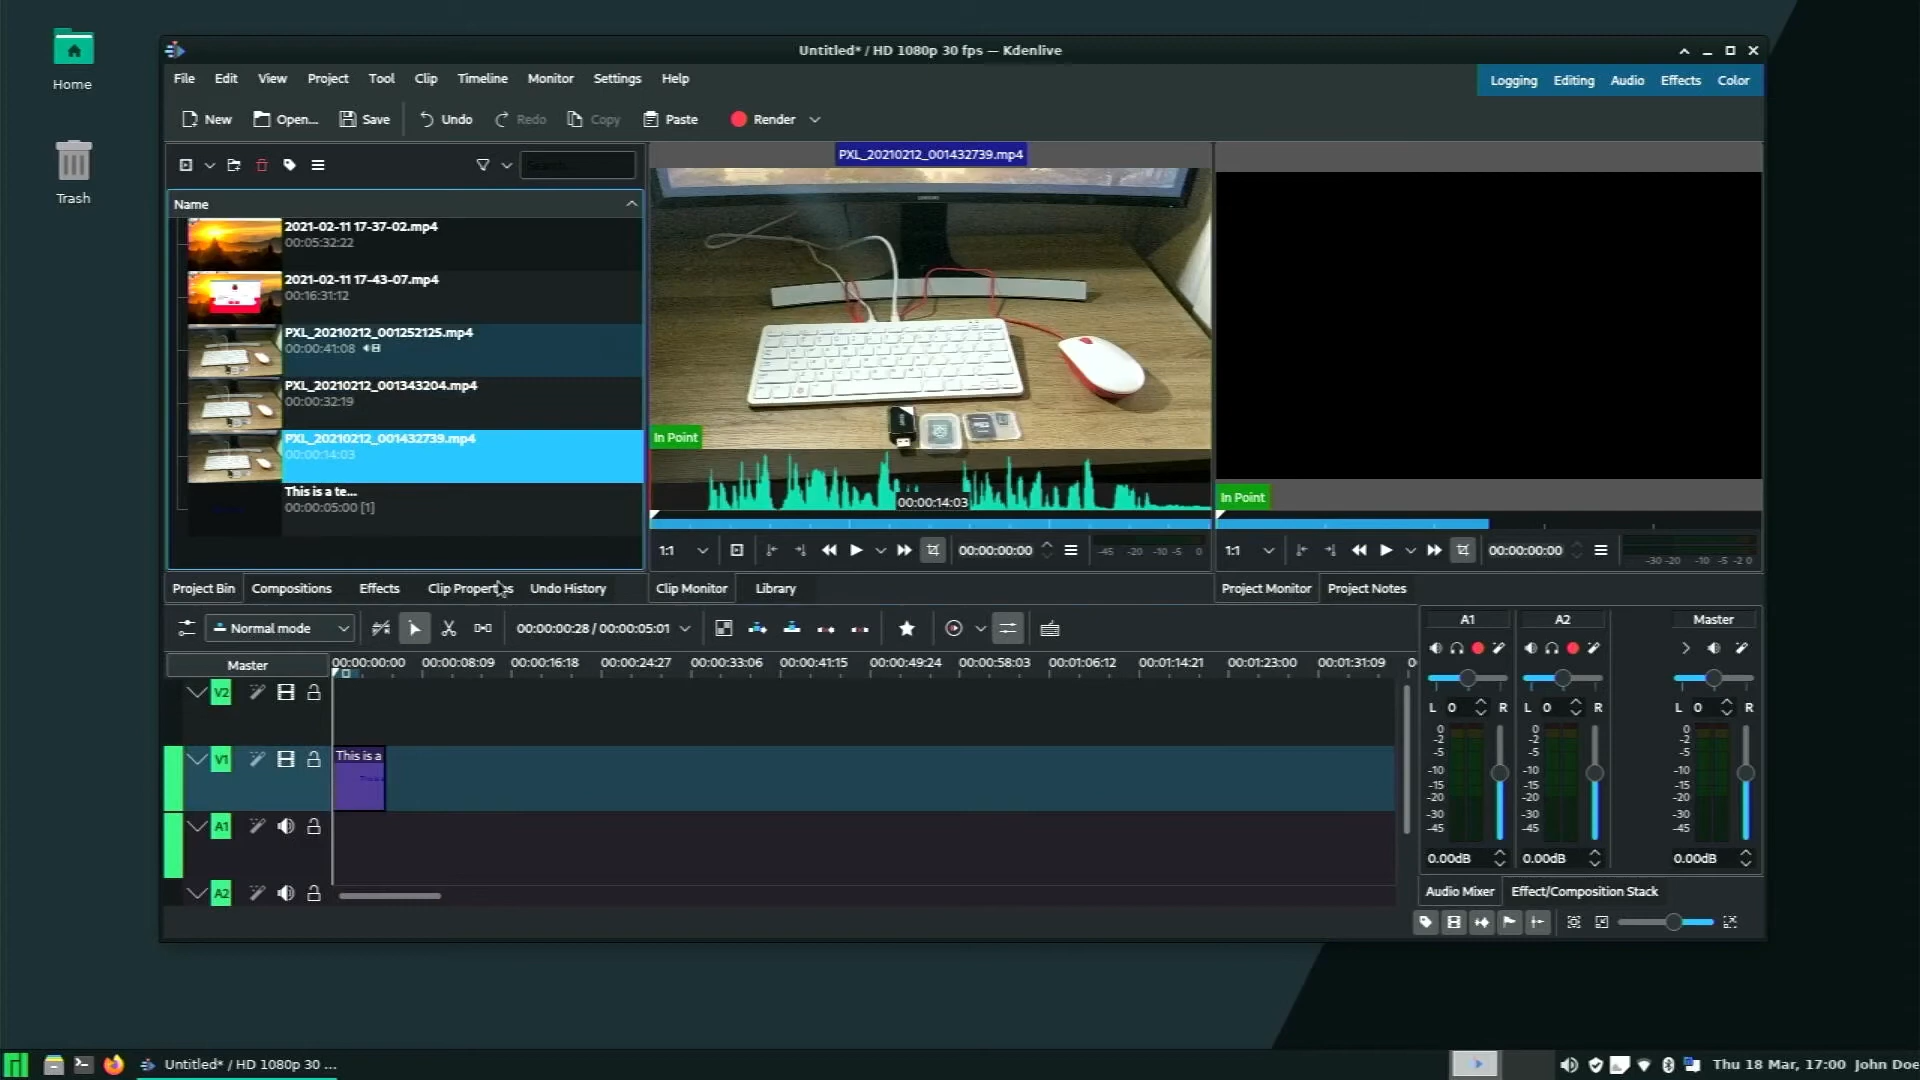 Home
Trash
Untitled* / HD 1080p 30 fps — Kdenlive
File Edit View Project Tool Clip Timeline Monitor Settings Help
Logging Editing Audio Effects Color
New Open... Save Undo Redo Copy Paste Render
PXL_20210212_001432739.mp4
Name
2021-02-11 17-37-02.mp4
00:05:32:22
2021-02-11 17-43-07.mp4
00:16:31:12
PXL_20210212_001252125.mp4
00:00:41:08
PXL_20210212_001343204.mp4
00:00:32:19
PXL_20210212_001432739.mp4
00:00:14:03
This is a te...
00:00:05:00 [1]
In Point
00:00:14:03
In Point
1:1 00:00:00:00 -45 -20 -10 -5 0
1:1 00:00:00:00 -30 -20 -10 -5 -2 0
Project Bin Compositions Effects Clip Properties Undo History
Clip Monitor Library
Project Monitor Project Notes
Normal mode 00:00:00:28 / 00:00:05:01
Master 00:00:00:00 00:00:08:09 00:00:16:18 00:00:24:27 00:00:33:06 00:00:41:15 00:00:49:24 00:00:58:03 00:01:06:12 00:01:14:21 00:01:23:00 00:01:31:09 0
V2
V1 This is a
A1
A2
A1 A2 Master
L 0 R L 0 R L 0 R
0 0 0
-2 -2 -2
-5 -5 -5
-10 -10 -10
-15 -15 -15
-20 -20 -20
-30 -30 -30
-45 -45 -45
0.00dB 0.00dB 0.00dB
Audio Mixer Effect/Composition Stack
Untitled* / HD 1080p 30 ...
Thu 18 Mar, 17:00 John Doe